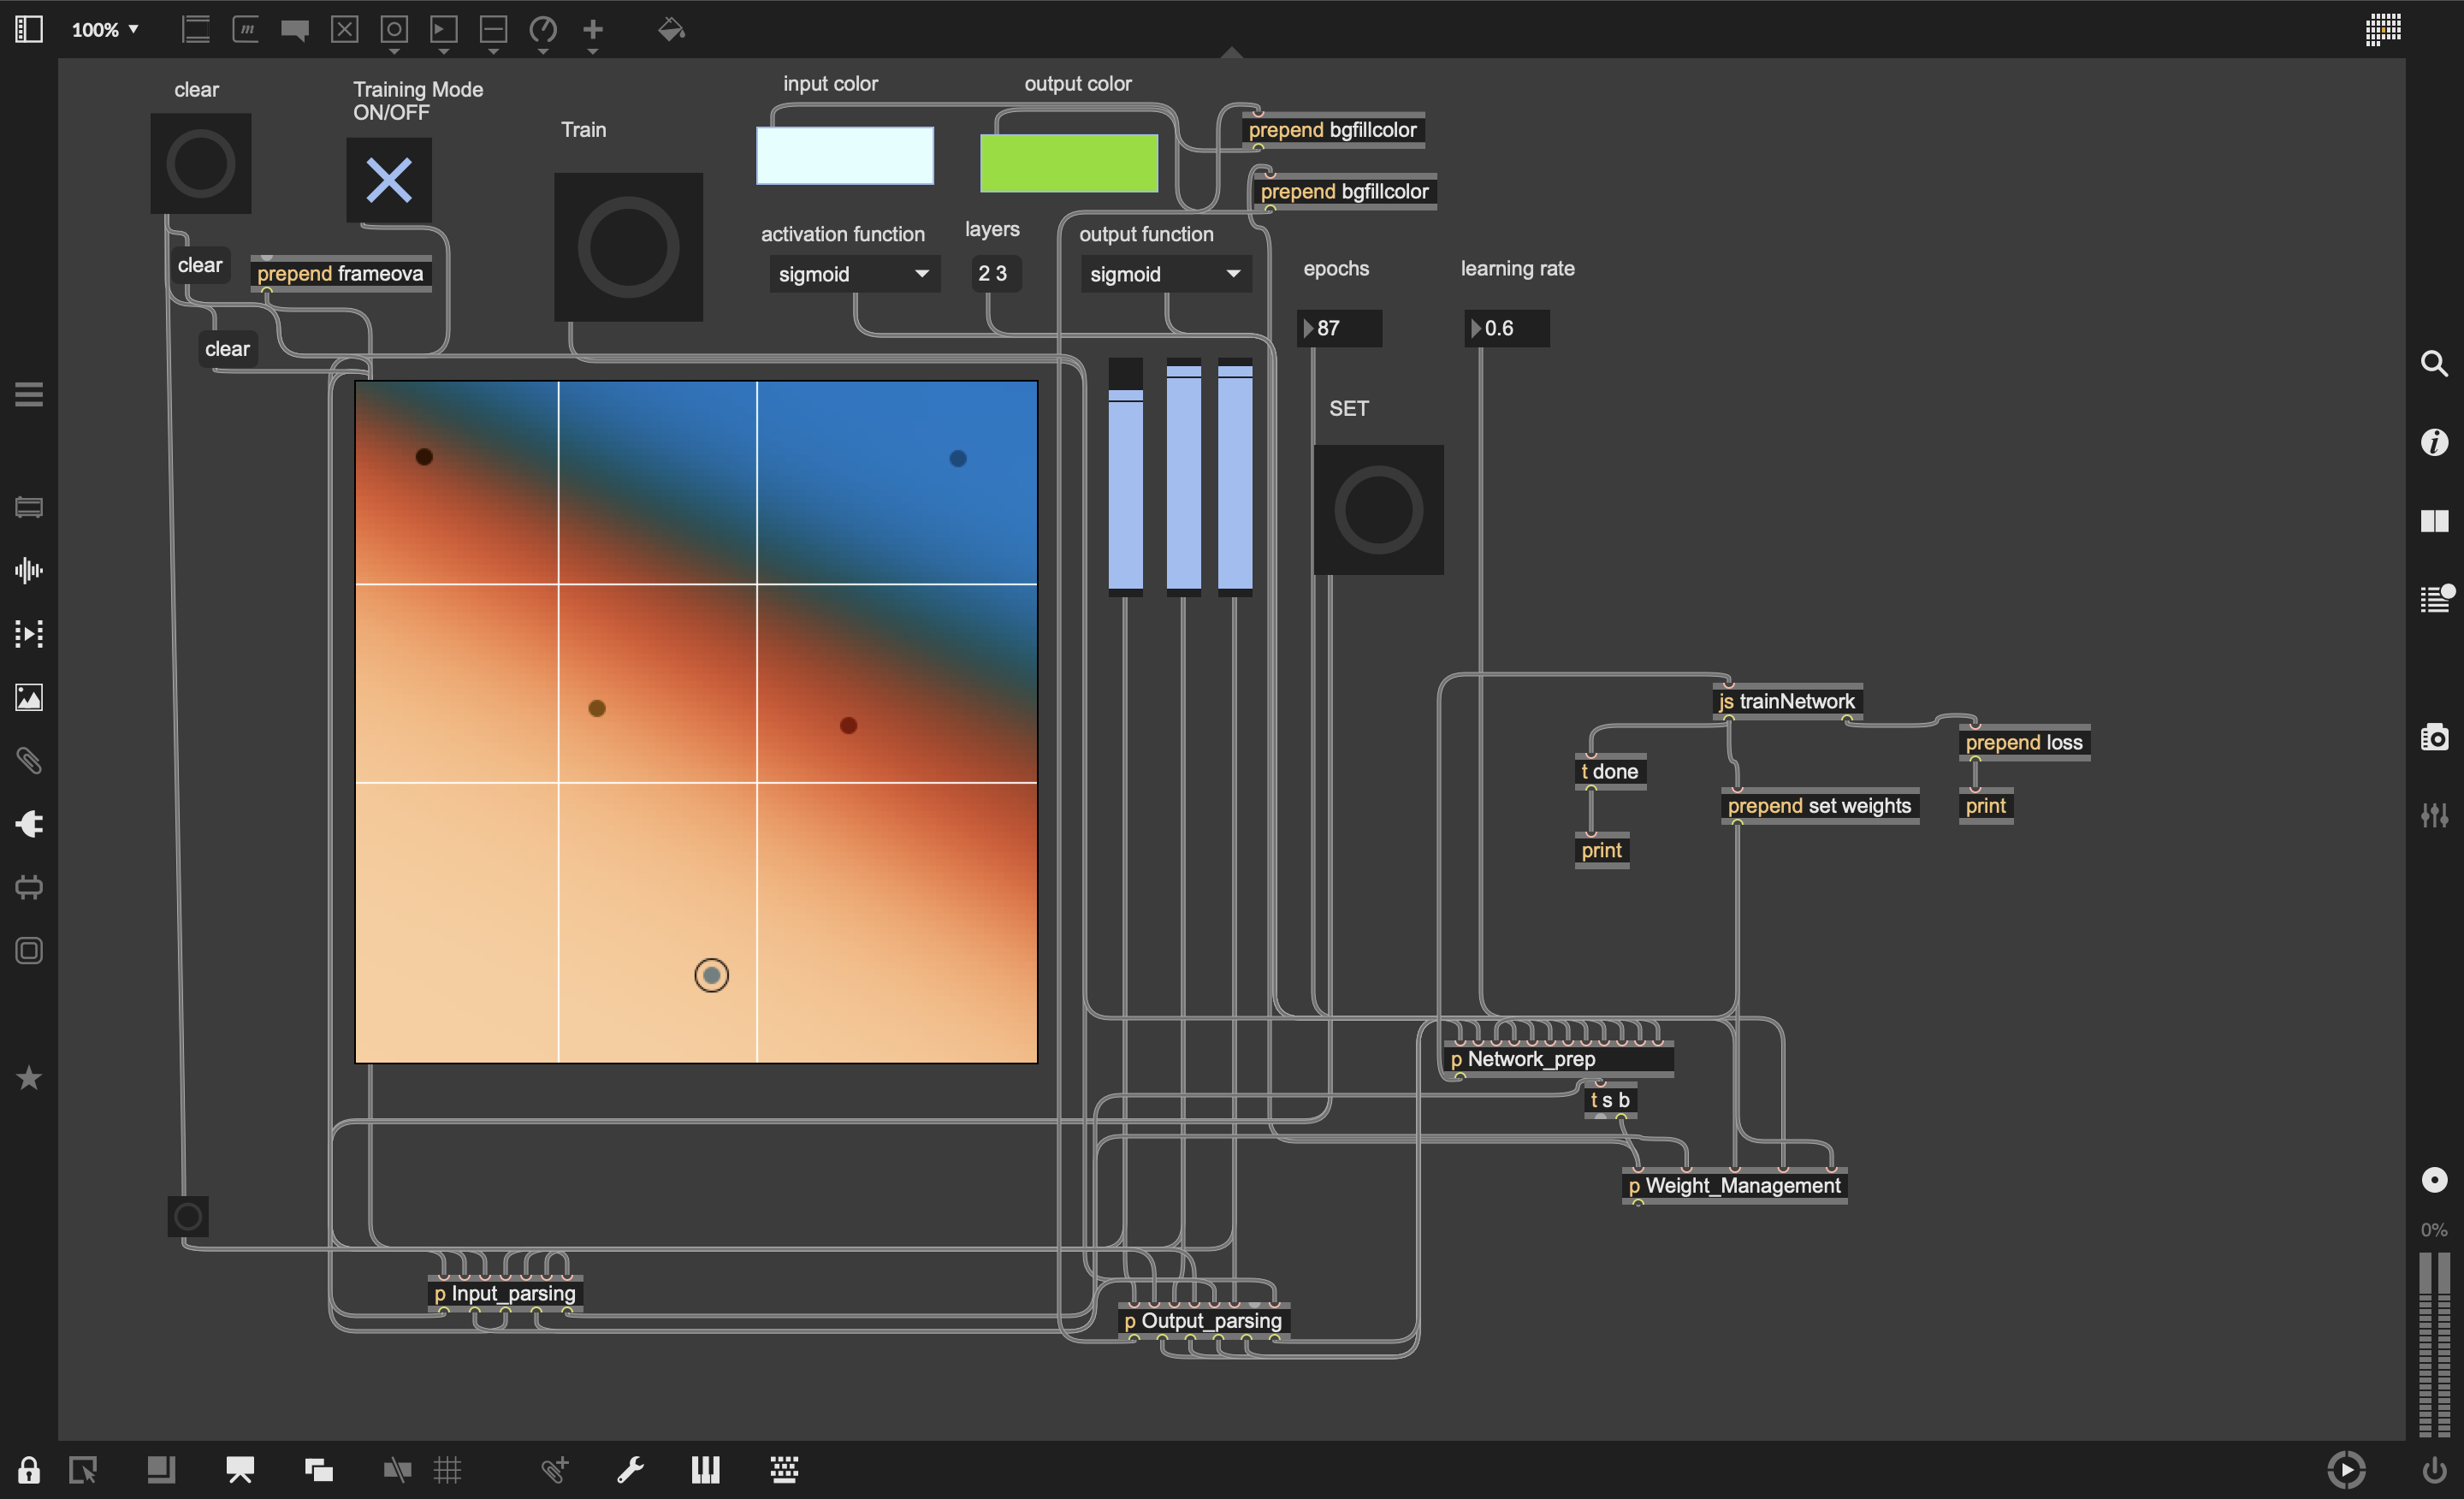 100%
m
clear
Training Mode
ON/OFF
Train
input color
output color
prepend bgfillcolor
prepend bgfillcolor
activation function
layers
output function
clear
prepend frameova
sigmoid
2 3
sigmoid
epochs
learning rate
87
0.6
clear
SET
js trainNetwork
prepend loss
t done
prepend set weights
print
print
p Network_prep
t s b
p Weight_Management
0%
p Input_parsing
p Output_parsing